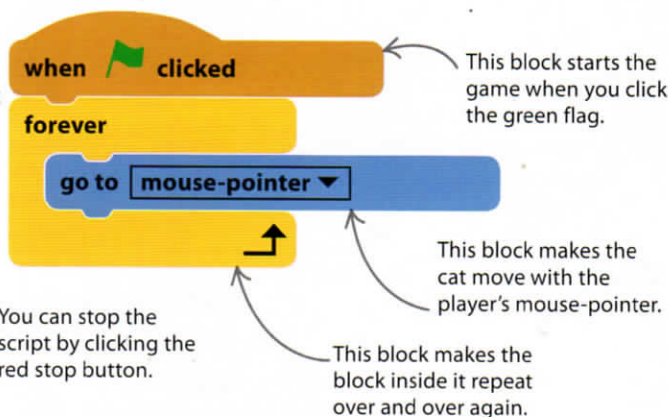 when clicked
forever
go to mouse-pointer
This block starts the
game when you click
the green flag.
This block makes the
cat move with the
player's mouse-pointer.
You can stop the
script by clicking the
red stop button.
This block makes the
block inside it repeat
over and over again.